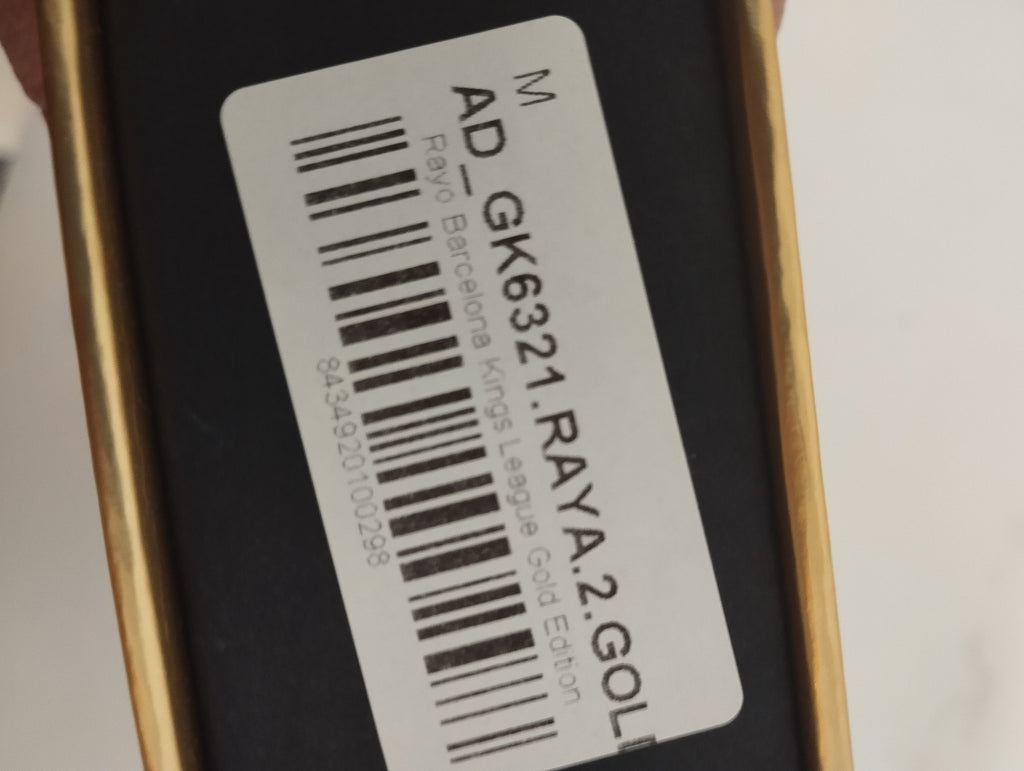 M
AD_GK6321.RAYA.2.GOL
Rayo Barcelona Kings League Gold Edition
8434920100298